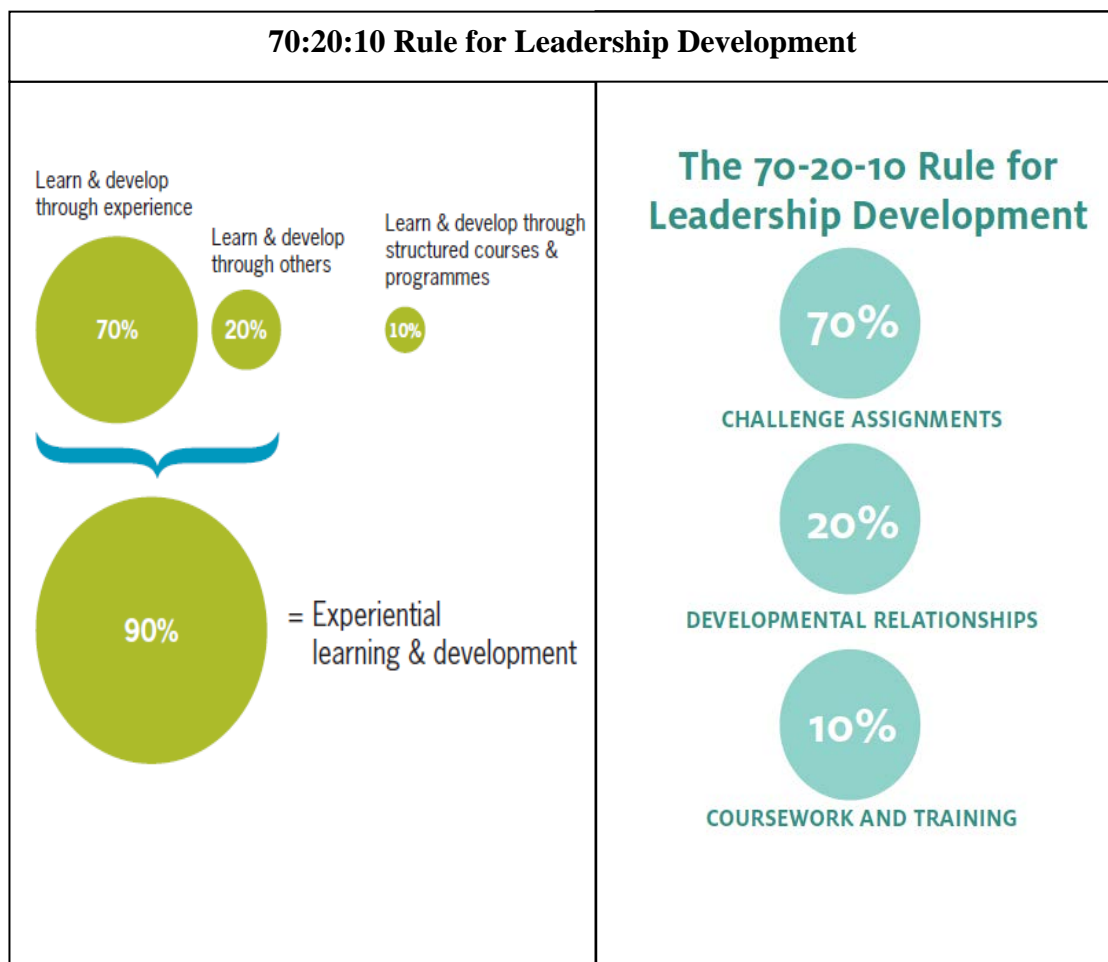 70:20:10 Rule for Leadership Development
Learn & develop
through experience
70%
Learn & develop
through others
20%
Learn & develop through
structured courses &
programmes
10%
90%
= Experiential
learning & development
The 70-20-10 Rule for
Leadership Development
70%
CHALLENGE ASSIGNMENTS
20%
DEVELOPMENTAL RELATIONSHIPS
10%
COURSEWORK AND TRAINING